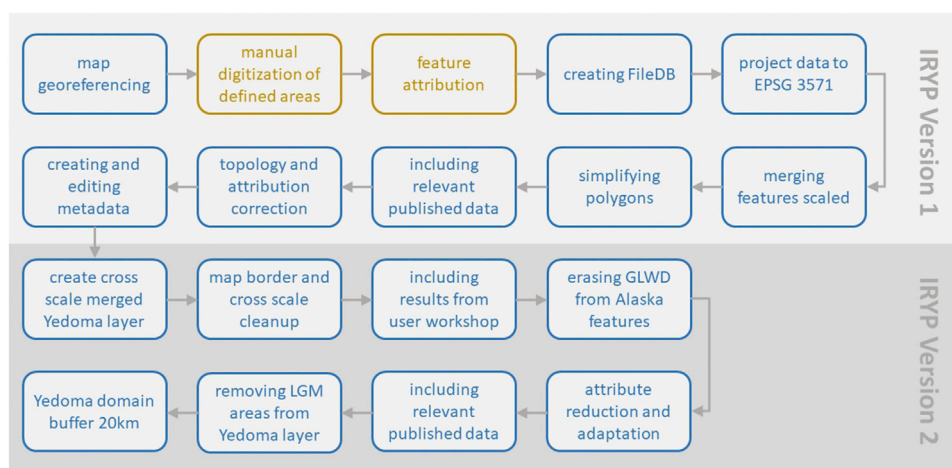 map
georeferencing
manual
digitization of
defined areas
feature
attribution
creating FileDB
project data to
EPSG 3571
IRYP Version 1
creating and
editing
metadata
topology and
attribution
correction
including
relevant
published data
simplifying
polygons
merging
features scaled
create cross
scale merged
Yedoma layer
map border and
cross scale
cleanup
including
results from
user workshop
erasing GLWD
from Alaska
features
IRYP Version 2
Yedoma domain
buffer 20km
removing LGM
areas from
Yedoma layer
including
relevant
published data
attribute
reduction and
adaptation